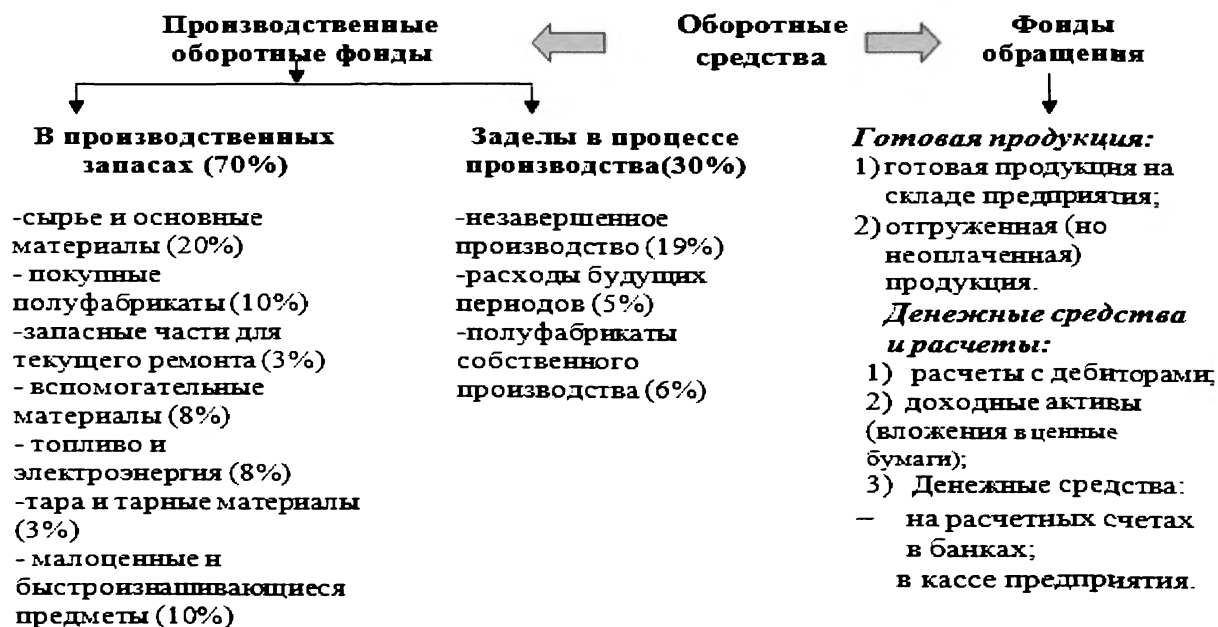 Производственные
оборотные фонды
Оборотные
средства
Фонды
обращения
В производственных
запасах (70%)
-сырье и основные
материалы (20%)
- покупные
полуфабрикаты (10%)
-запасные части для
текущего ремонта (3%)
- вспомогательные
материалы (8%)
- топливо и
электроэнергия (8%)
-тара и тарные материалы
(3%)
- малоценные и
быстроизнашивающиеся
предметы (10%)
Заделы в процессе
производства(30%)
-незавершенное
производство (19%)
-расходы будущих
периодов (5%)
-полуфабрикаты
собственного
производства (6%)
Готовая продукция:
1) готовая продукция на
складе предприятия;
2) отгруженная (но
неоплаченная)
продукция.
Денежные средства
и расчеты:
1) расчеты с дебиторами;
2) доходные активы
(вложения в ценные
бумаги);
3) Денежные средства:
– на расчетных счетах
в банках;
в кассе предприятия.